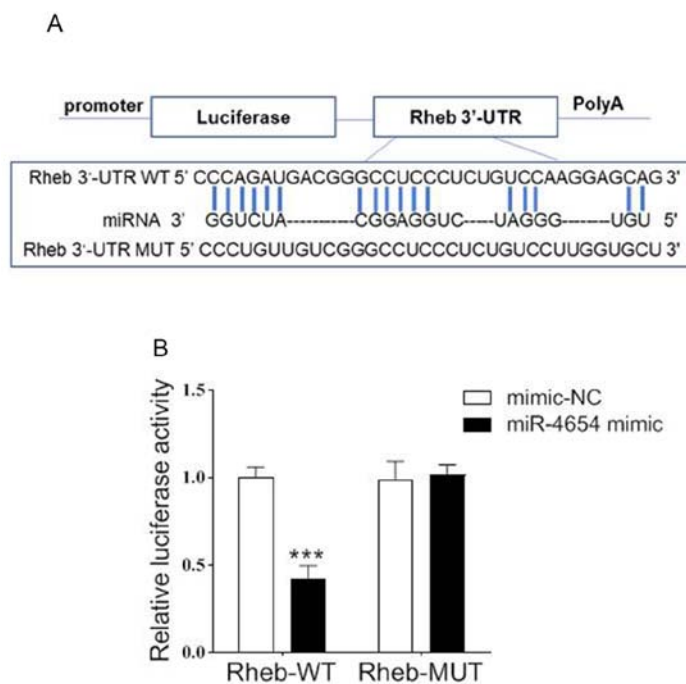 A
promoter Luciferase Rheb 3'-UTR PolyA
Rheb 3'-UTR WT 5' CCCAGAUGACGGGCCUCCCUCUGUCCAAGGAGCAG 3'
miRNA 3' GGUCUA----------CGGAGGUC----UAGGG-------UGU 5'
Rheb 3'-UTR MUT 5' CCCUGUUGUCGGGCCUCCCUCUGUCCUUGGUGCU 3'
B
Relative luciferase activity
1.5
1.0
0.5
0.0
mimic-NC
miR-4654 mimic
***
Rheb-WT Rheb-MUT